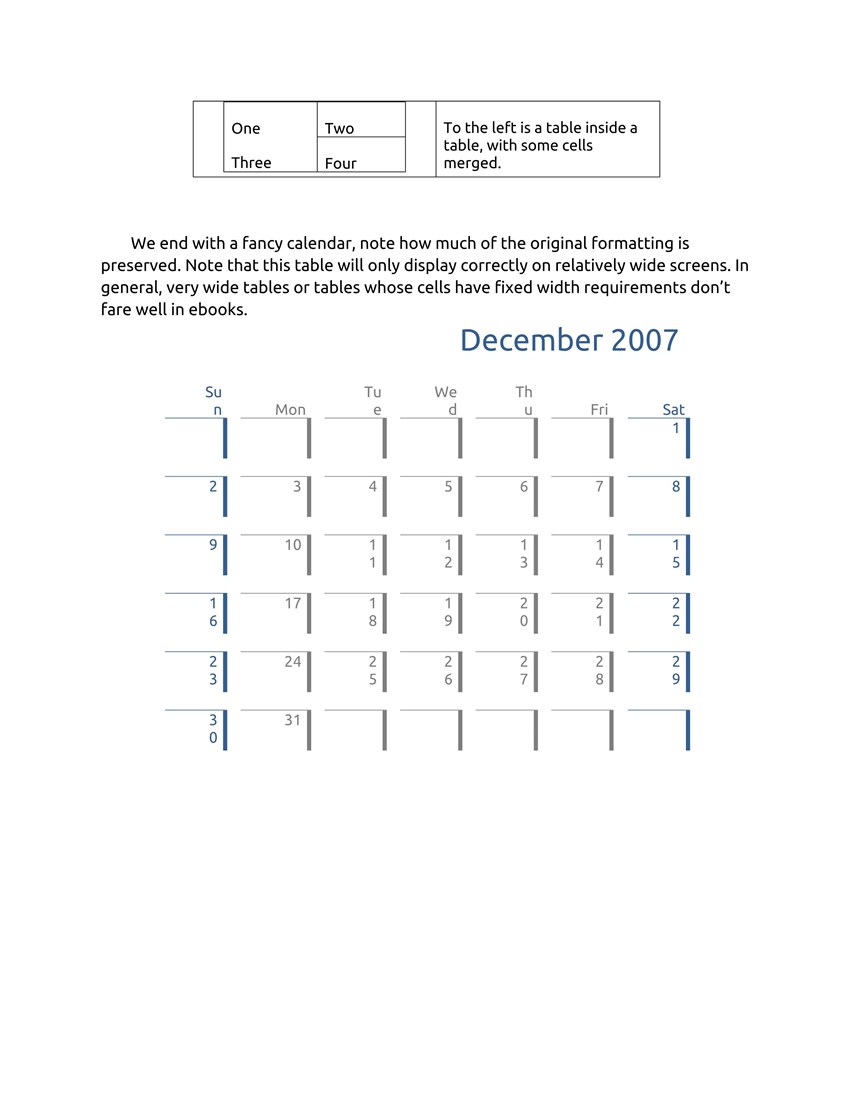 One Two To the left is a table inside a
table, with some cells
Three Four merged.
We end with a fancy calendar, note how much of the original formatting is
preserved. Note that this table will only display correctly on relatively wide screens. In
general, very wide tables or tables whose cells have fixed width requirements don’t
fare well in ebooks.
December 2007
Su Tu We Th
n Mon e d u Fri Sat
1
2 3 4 5 6 7 8
9 10 1 1 1 1 1
1 2 3 4 5
1 17 1 1 2 2 2
6 8 9 0 1 2
2 24 2 2 2 2 2
3 5 6 7 8 9
3 31
0